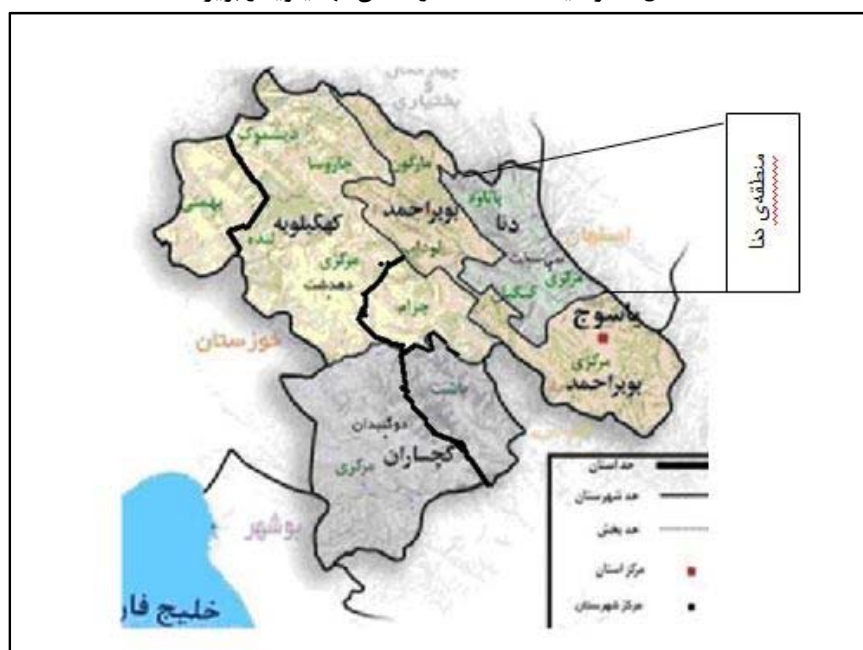 چهارمحال
و
بختیاری
دیشموک
مارگون
چاروسا
منطقه‌ی دنا
پاتاوه
دنا
بهمئی
بویراحمد
کهگیلویه
لنده
لوداب
اصفهان
سی‌سخت
مرکزی
مرکزی
کبگیان
دهدشت
چرام
یاسوج
خوزستان
مرکزی
بویراحمد
باشت
دوگنبدان
گچساران
مرکزی
حد استان
حد شهرستان
بوشهر
حد بخش
مرکز استان
خلیج فار
مرکز شهرستان